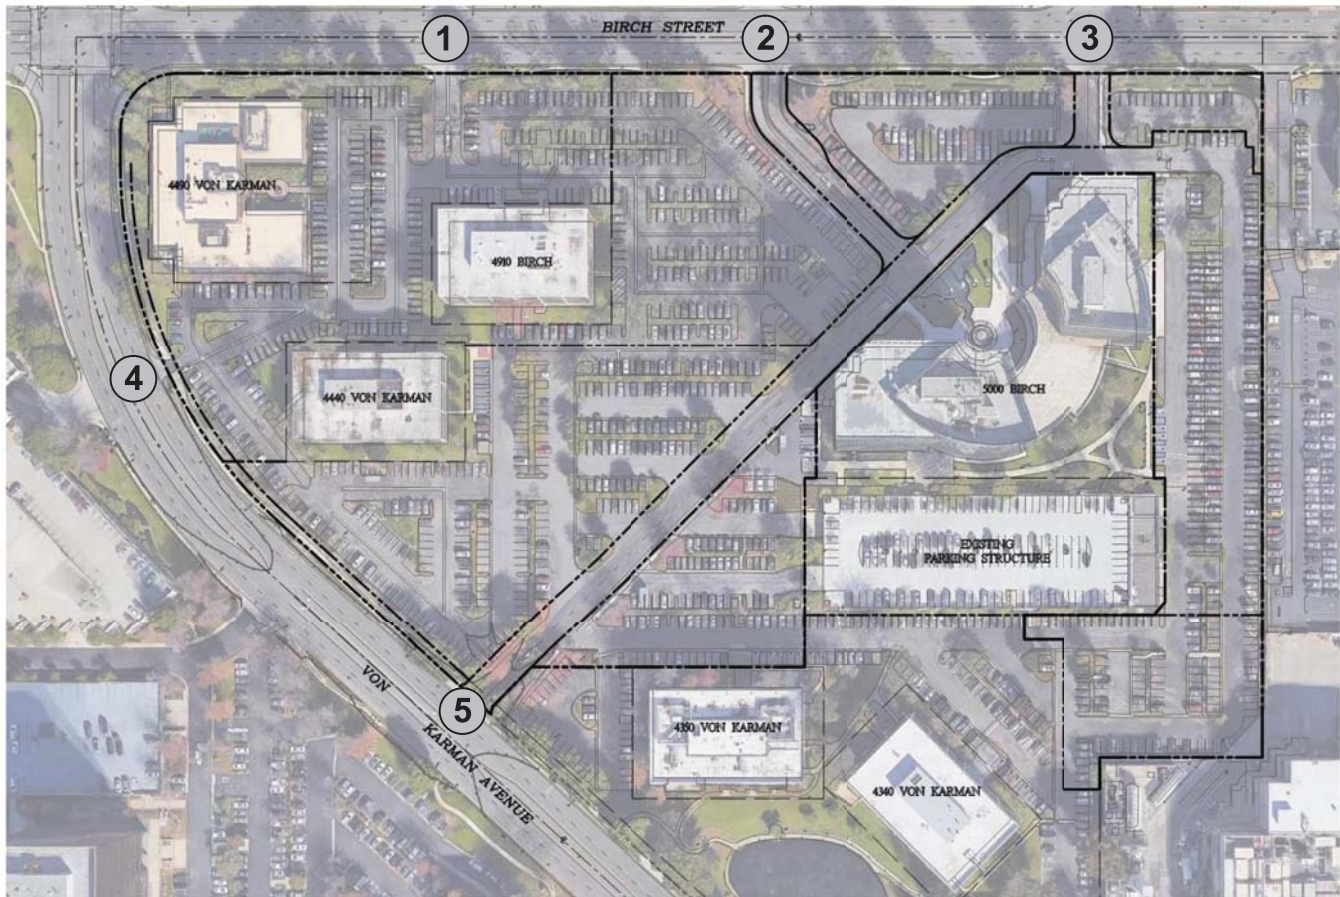 BIRCH STREET
1
2
3
4490 VON KARMAN
4910 BIRCH
4
4440 VON KARMAN
5000 BIRCH
EXISTING
PARKING STRUCTURE
5
VON
KARMAN AVENUE
4350 VON KARMAN
4340 VON KARMAN